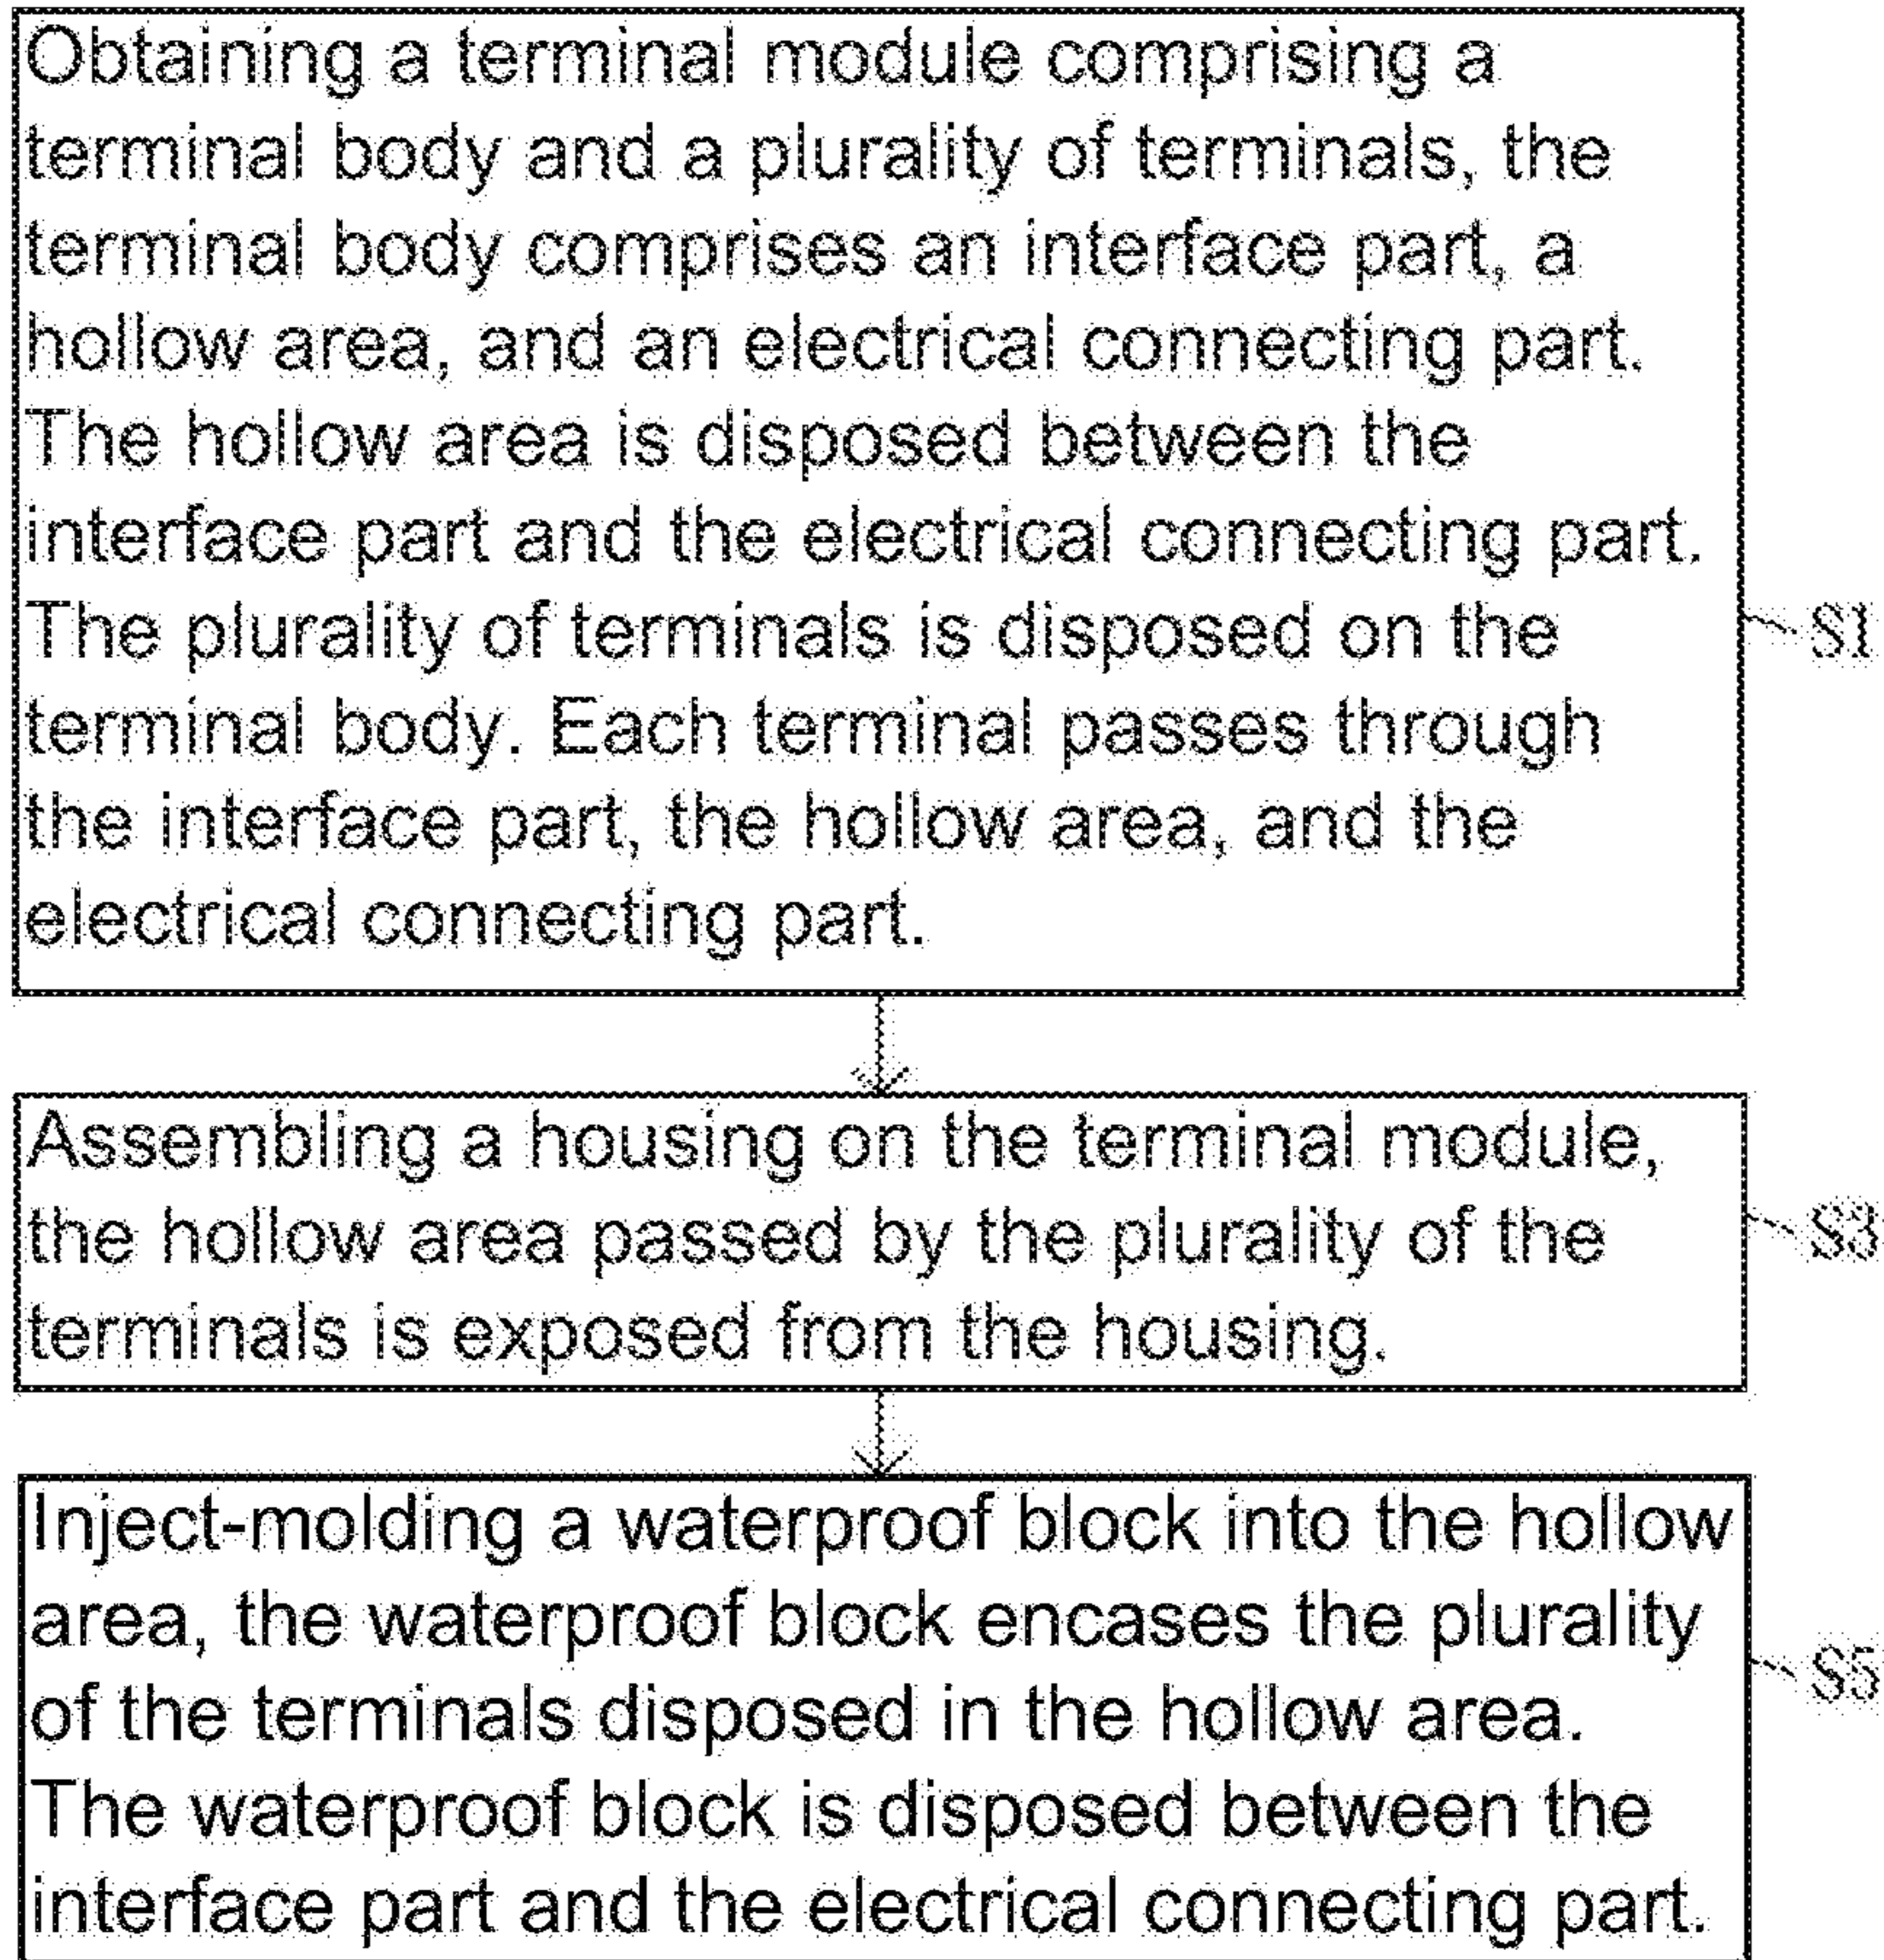 Obtaining a terminal module comprising a
terminal body and a plurality of terminals, the
terminal body comprises an interface part, a
hollow area, and an electrical connecting part.
The hollow area is disposed between the
interface part and the electrical connecting part.
The plurality of terminals is disposed on the
terminal body. Each terminal passes through
the interface part, the hollow area, and the
electrical connecting part.
S1
Assembling a housing on the terminal module,
the hollow area passed by the plurality of the
terminals is exposed from the housing.
S3
Inject-molding a waterproof block into the hollow
area, the waterproof block encases the plurality
of the terminals disposed in the hollow area.
The waterproof block is disposed between the
interface part and the electrical connecting part.
S5